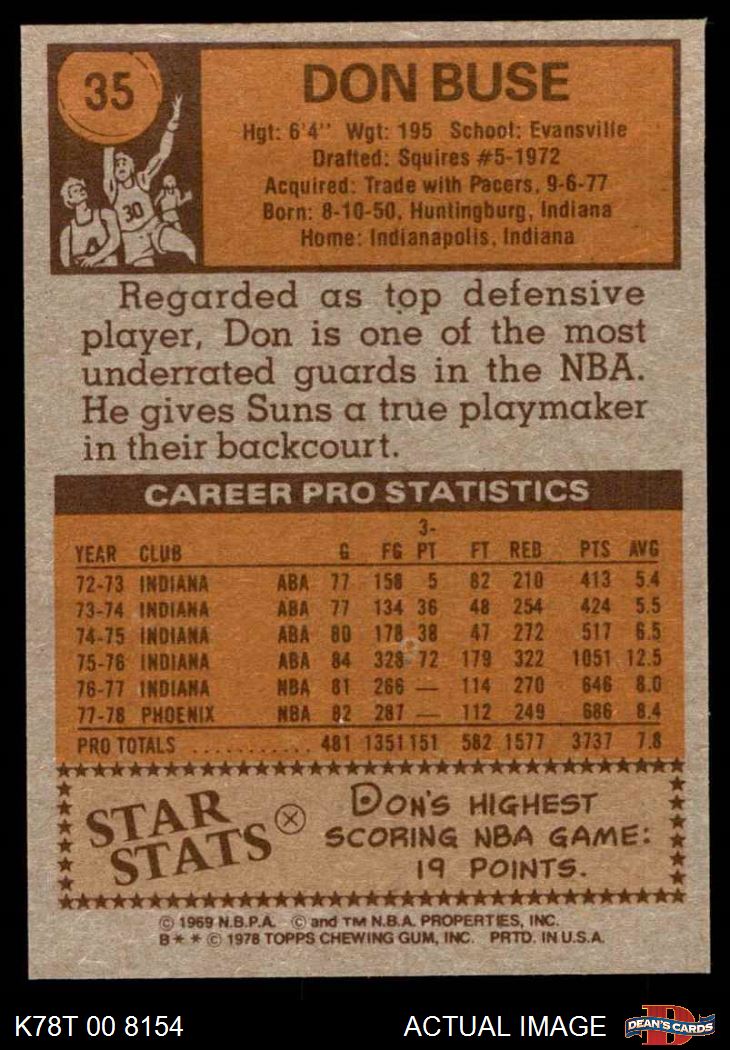 35
DON BUSE
Hgt: 6'4" Wgt: 195 School: Evansville
Drafted: Squires #5-1972
Acquired: Trade with Pacers, 9-6-77
Born: 8-10-50, Huntingburg, Indiana
Home: Indianapolis, Indiana
30
Regarded as top defensive
player, Don is one of the most
underrated guards in the NBA.
He gives Suns a true playmaker
in their backcourt.
CAREER PRO STATISTICS
YEAR CLUB G FG 3-PT FT REB PTS AVG
72-73 INDIANA ABA 77 158 5 82 210 413 5.4
73-74 INDIANA ABA 77 134 36 48 254 424 5.5
74-75 INDIANA ABA 80 178 38 47 272 517 6.5
75-76 INDIANA ABA 84 328 72 179 322 1051 12.5
76-77 INDIANA NBA 81 266 — 114 270 646 8.0
77-78 PHOENIX NBA 82 287 — 112 249 686 8.4
PRO TOTALS ........... 481 1351 151 582 1577 3737 7.8
STAR STATS
DON'S HIGHEST
SCORING NBA GAME:
19 POINTS.
© 1969 N.B.P.A. © and TM N.B.A. PROPERTIES, INC.
B * * © 1978 TOPPS CHEWING GUM, INC. PRTD. IN U.S.A.
K78T 00 8154 ACTUAL IMAGE
D DEAN'S CARDS